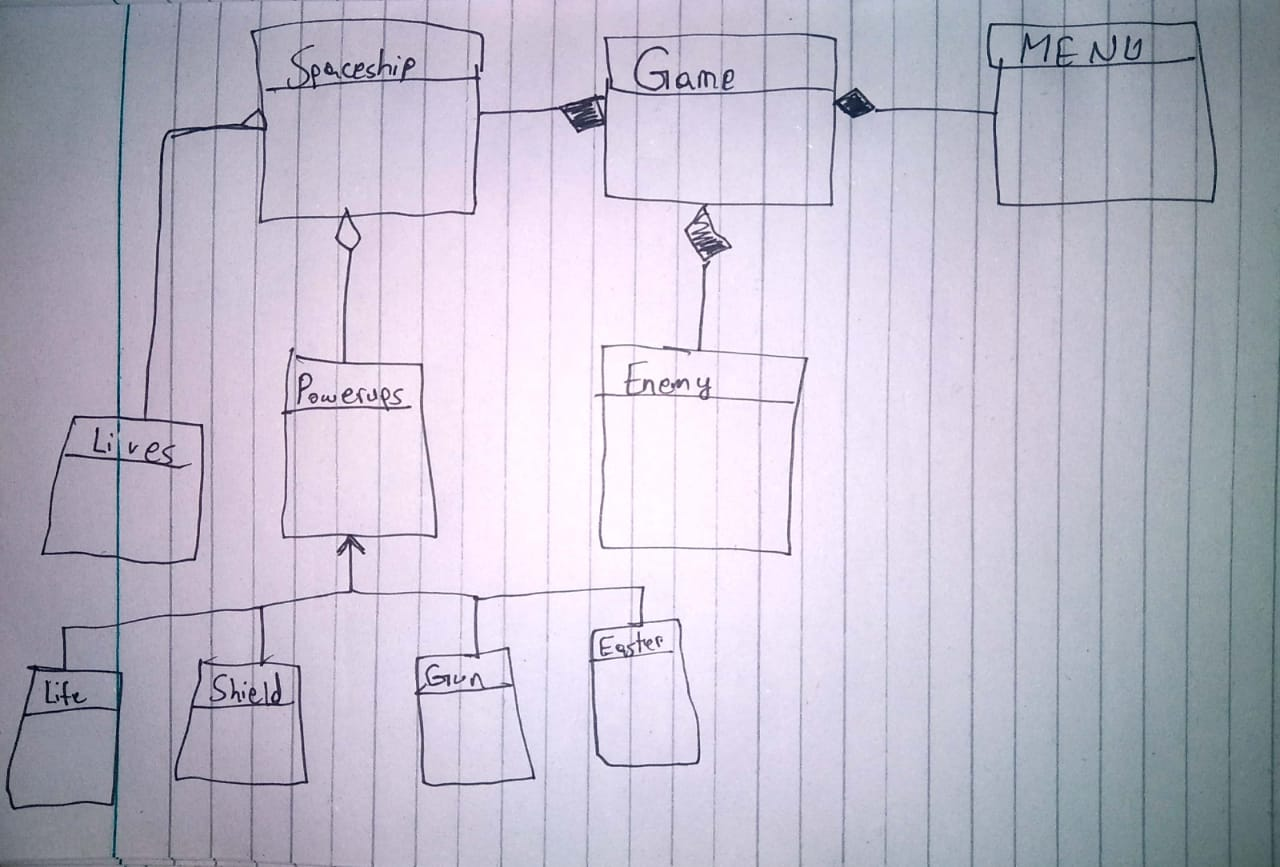 Spaceship
Game
MENU
Powerups
Enemy
Lives
Life
Shield
Gun
Easter